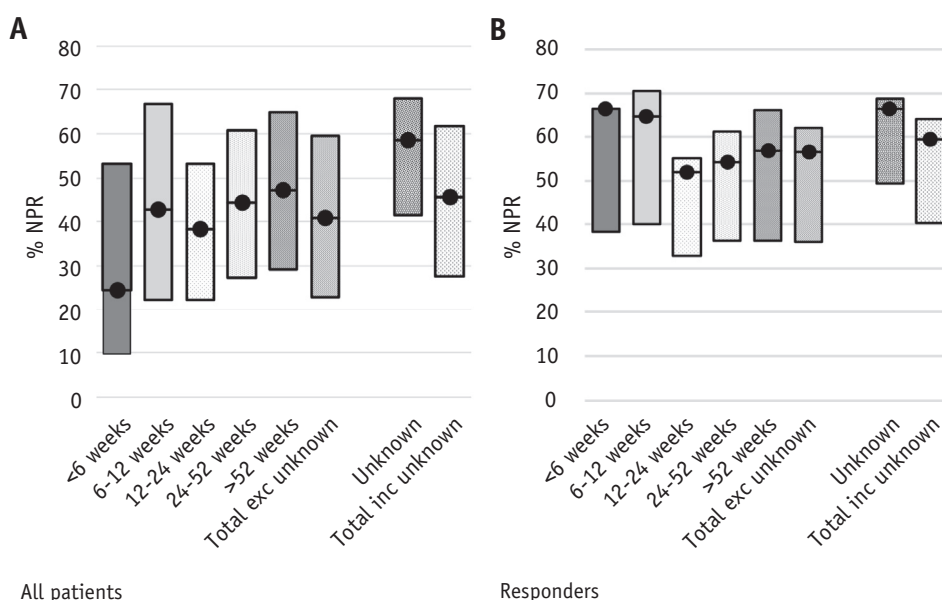 A
80
70
60
50
40
30
20
10
0
% NPR
<6 weeks
6-12 weeks
12-24 weeks
24-52 weeks
>52 weeks
Total exc unknown
Unknown
Total inc unknown
All patients
B
80
70
60
50
40
30
20
10
0
% NPR
<6 weeks
6-12 weeks
12-24 weeks
24-52 weeks
>52 weeks
Total exc unknown
Unknown
Total inc unknown
Responders